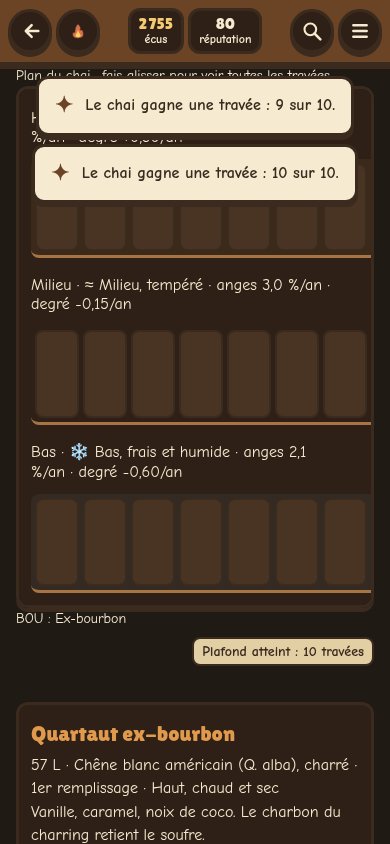 2755
écus
80
réputation
Plan du chai · fais glisser pour voir toutes les travées
Le chai gagne une travée : 9 sur 10.
Le chai gagne une travée : 10 sur 10.
Milieu · ≈ Milieu, tempéré · anges 3,0 %/an ·
degré -0,15/an
Bas · ❄️ Bas, frais et humide · anges 2,1
%/an · degré -0,60/an
BOU : Ex-bourbon
Plafond atteint : 10 travées
Quartaut ex-bourbon
57 L · Chêne blanc américain (Q. alba), charré ·
1er remplissage · Haut, chaud et sec
Vanille, caramel, noix de coco. Le charbon du
charring retient le soufre.